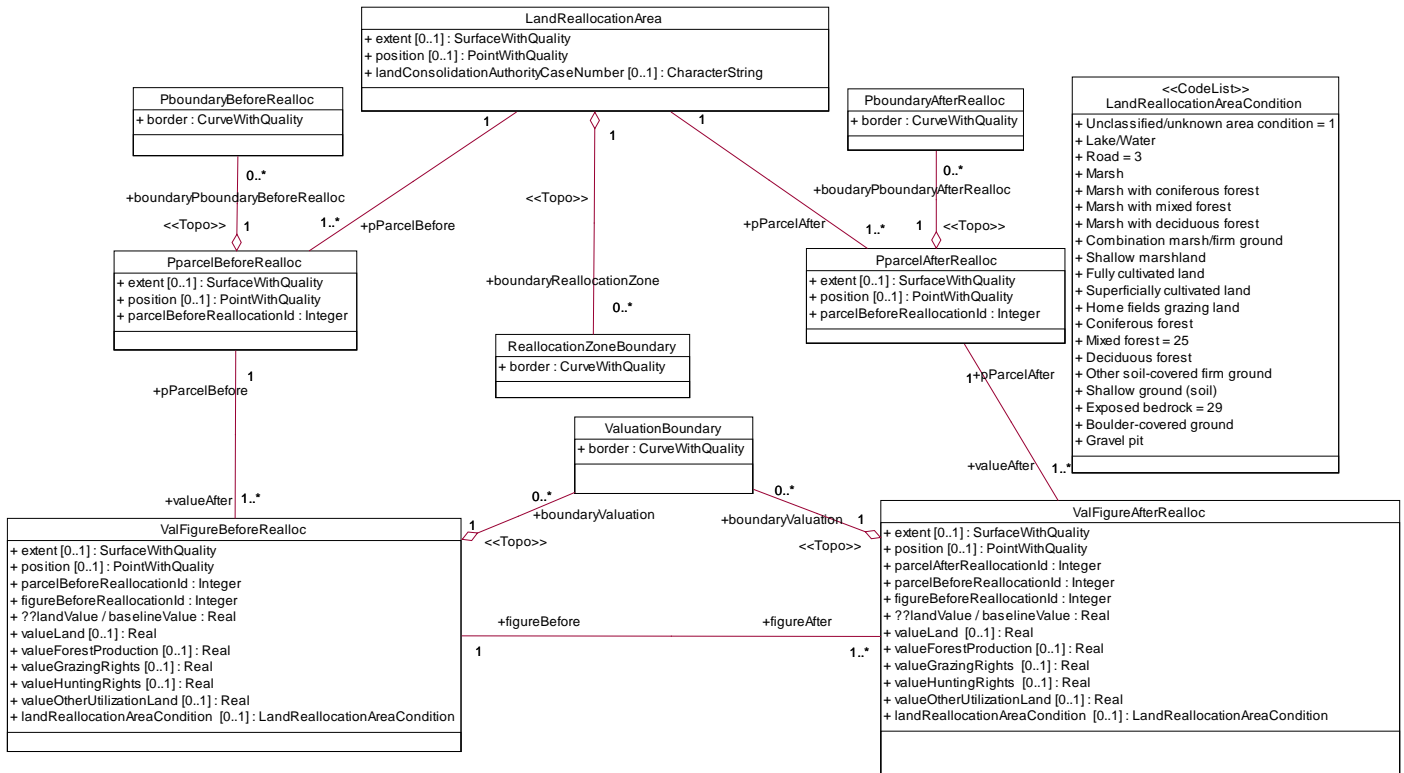 LandReallocationArea
+ extent [0..1] : SurfaceWithQuality
+ position [0..1] : PointWithQuality
+ landConsolidationAuthorityCaseNumber [0..1] : CharacterString
PboundaryBeforeRealloc
+ border : CurveWithQuality
PboundaryAfterRealloc
+ border : CurveWithQuality
<<CodeList>>
LandReallocationAreaCondition
+ Unclassified/unknown area condition = 1
+ Lake/Water
+ Road = 3
+ Marsh
+ Marsh with coniferous forest
+ Marsh with mixed forest
+ Marsh with deciduous forest
+ Combination marsh/firm ground
+ Shallow marshland
+ Fully cultivated land
+ Superficially cultivated land
+ Home fields grazing land
+ Coniferous forest
+ Mixed forest = 25
+ Deciduous forest
+ Other soil-covered firm ground
+ Shallow ground (soil)
+ Exposed bedrock = 29
+ Boulder-covered ground
+ Gravel pit
1
1
1
0..*
+boundaryPboundaryBeforeRealloc
<<Topo>>
1
1..*
+pParcelBefore
<<Topo>>
+boundaryReallocationZone
0..*
0..*
+boudaryPboundaryAfterRealloc
1
<<Topo>>
+pParcelAfter
1..*
PparcelBeforeRealloc
+ extent [0..1] : SurfaceWithQuality
+ position [0..1] : PointWithQuality
+ parcelBeforeReallocationId : Integer
PparcelAfterRealloc
+ extent [0..1] : SurfaceWithQuality
+ position [0..1] : PointWithQuality
+ parcelBeforeReallocationId : Integer
ReallocationZoneBoundary
+ border : CurveWithQuality
1
+pParcelBefore
1
+pParcelAfter
ValuationBoundary
+ border : CurveWithQuality
+valueAfter
1..*
+valueAfter
1..*
0..*
+boundaryValuation
1
<<Topo>>
0..*
+boundaryValuation
1
<<Topo>>
ValFigureBeforeRealloc
+ extent [0..1] : SurfaceWithQuality
+ position [0..1] : PointWithQuality
+ parcelBeforeReallocationId : Integer
+ figureBeforeReallocationId : Integer
+ ??landValue / baselineValue : Real
+ valueLand [0..1] : Real
+ valueForestProduction [0..1] : Real
+ valueGrazingRights [0..1] : Real
+ valueHuntingRights [0..1] : Real
+ valueOtherUtilizationLand [0..1] : Real
+ landReallocationAreaCondition [0..1] : LandReallocationAreaCondition
+figureBefore
1
+figureAfter
1..*
ValFigureAfterRealloc
+ extent [0..1] : SurfaceWithQuality
+ position [0..1] : PointWithQuality
+ parcelAfterReallocationId : Integer
+ parcelBeforeReallocationId : Integer
+ figureBeforeReallocationId : Integer
+ ??landValue / baselineValue : Real
+ valueLand [0..1] : Real
+ valueForestProduction [0..1] : Real
+ valueGrazingRights [0..1] : Real
+ valueHuntingRights [0..1] : Real
+ valueOtherUtilizationLand [0..1] : Real
+ landReallocationAreaCondition [0..1] : LandReallocationAreaCondition